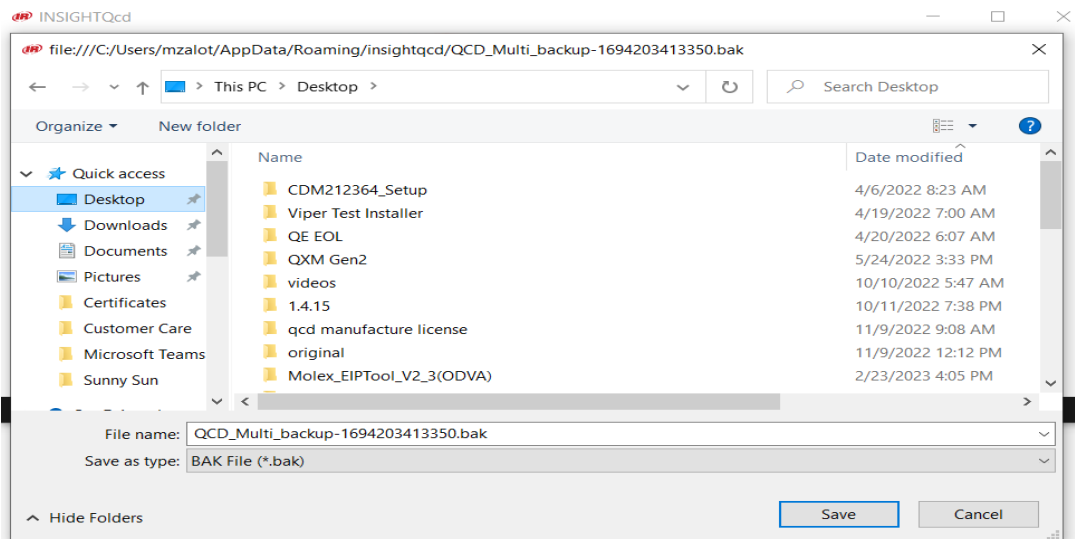 INSIGHTQcd
file:///C:/Users/mzalot/AppData/Roaming/insightqcd/QCD_Multi_backup-1694203413350.bak
This PC > Desktop >
Search Desktop
Organize
New folder
Name
Date modified
Quick access
Desktop
Downloads
Documents
Pictures
Certificates
Customer Care
Microsoft Teams
Sunny Sun
CDM212364_Setup 4/6/2022 8:23 AM
Viper Test Installer 4/19/2022 7:00 AM
QE EOL 4/20/2022 6:07 AM
QXM Gen2 5/24/2022 3:33 PM
videos 10/10/2022 5:47 AM
1.4.15 10/11/2022 7:38 PM
qcd manufacture license 11/9/2022 9:08 AM
original 11/9/2022 12:12 PM
Molex_EIPTool_V2_3(ODVA) 2/23/2023 4:05 PM
File name: QCD_Multi_backup-1694203413350.bak
Save as type: BAK File (*.bak)
Hide Folders
Save
Cancel